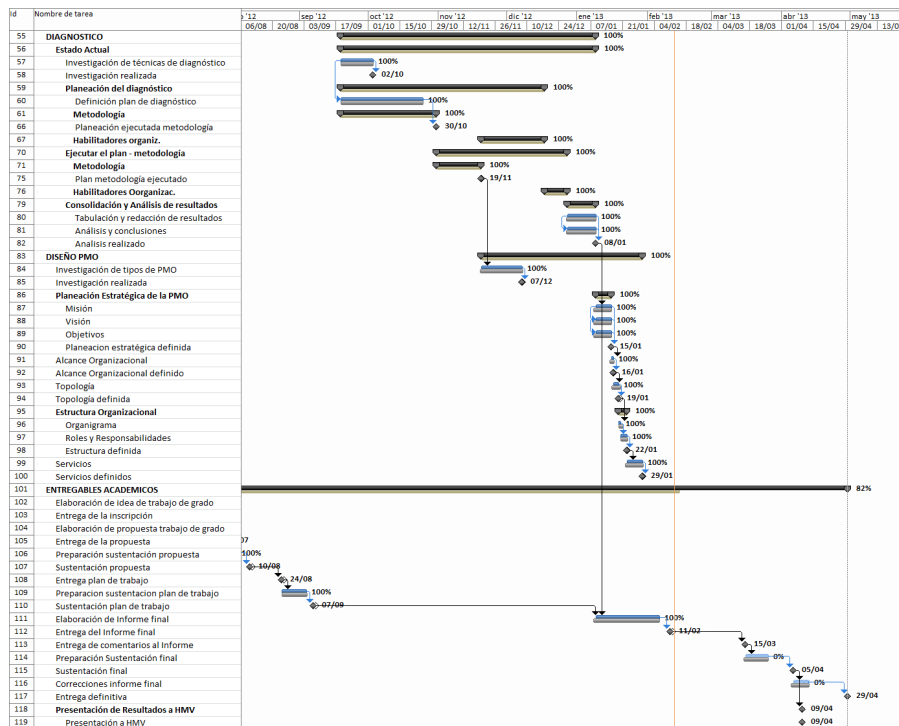 Id Nombre de tarea
'12 sep '12 oct '12 nov '12 dic '12 ene '13 feb '13 mar '13 abr '13 may '13
06/08 20/08 03/09 17/09 01/10 15/10 29/10 12/11 26/11 10/12 24/12 07/01 21/01 04/02 18/02 04/03 18/03 01/04 15/04 29/04 13/0
55 DIAGNOSTICO 100%
56 Estado Actual 100%
57 Investigación de técnicas de diagnóstico 100%
58 Investigación realizada 02/10
59 Planeación del diagnóstico 100%
60 Definición plan de diagnóstico 100%
61 Metodología 100%
66 Planeación ejecutada metodología 30/10
67 Habilitadores organiz. 100%
70 Ejecutar el plan - metodología 100%
71 Metodología 100%
75 Plan metodología ejecutado 19/11
76 Habilitadores Oorganizac. 100%
79 Consolidación y Análisis de resultados 100%
80 Tabulación y redacción de resultados 100%
81 Análisis y conclusiones 100%
82 Analisis realizado 08/01
83 DISEÑO PMO 100%
84 Investigación de tipos de PMO 100%
85 Investigación realizada 07/12
86 Planeación Estratégica de la PMO 100%
87 Misión 100%
88 Visión 100%
89 Objetivos 100%
90 Planeacion estratégica definida 15/01
91 Alcance Organizacional 100%
92 Alcance Organizacional definido 16/01
93 Topología 100%
94 Topología definida 19/01
95 Estructura Organizacional 100%
96 Organigrama 100%
97 Roles y Responsabilidades 100%
98 Estructura definida 22/01
99 Servicios 100%
100 Servicios definidos 29/01
101 ENTREGABLES ACADEMICOS 82%
102 Elaboración de idea de trabajo de grado
103 Entrega de la inscripción
104 Elaboración de propuesta trabajo de grado
105 Entrega de la propuesta 07
106 Preparación sustentación propuesta 100%
107 Sustentación propuesta 10/08
108 Entrega plan de trabajo 24/08
109 Preparacion sustentacion plan de trabajo 100%
110 Sustentación plan de trabajo 07/09
111 Elaboración de Informe final 100%
112 Entrega del Informe final 11/02
113 Entrega de comentarios al Informe 15/03
114 Preparación Sustentación final 0%
115 Sustentación final 05/04
116 Correcciones informe final 0%
117 Entrega definitiva 29/04
118 Presentación de Resultados a HMV 09/04
119 Presentación a HMV 09/04